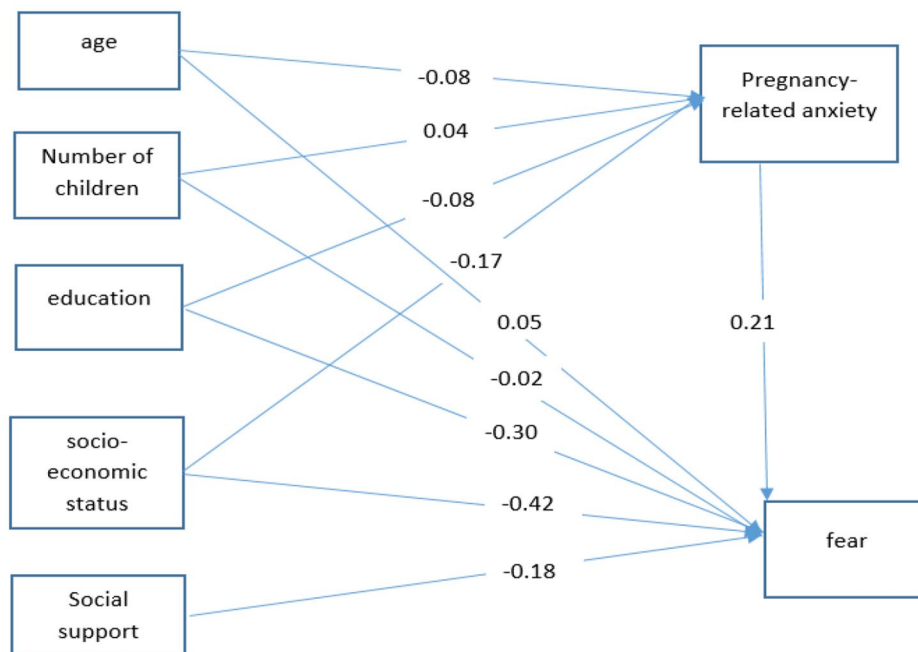 age
Number of
children
education
socio-
economic
status
Social
support
-0.08
0.04
-0.08
-0.17
0.05
-0.02
-0.30
-0.42
-0.18
Pregnancy-
related anxiety
0.21
fear